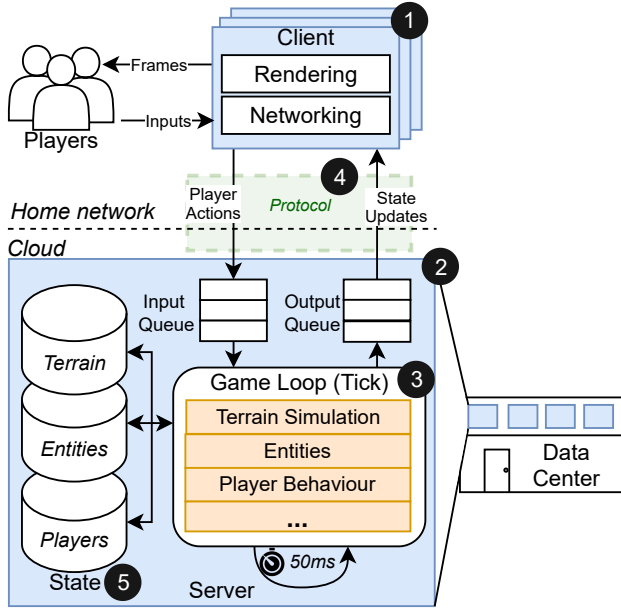 1
Client
Frames
Rendering
Inputs
Networking
Players
4
Player
Actions
Protocol
State
Updates
Home network
Cloud
2
Input
Queue
Output
Queue
Terrain
Game Loop (Tick)
3
Terrain Simulation
Entities
Entities
Player Behaviour
...
Data
Center
Players
50ms
State
5
Server